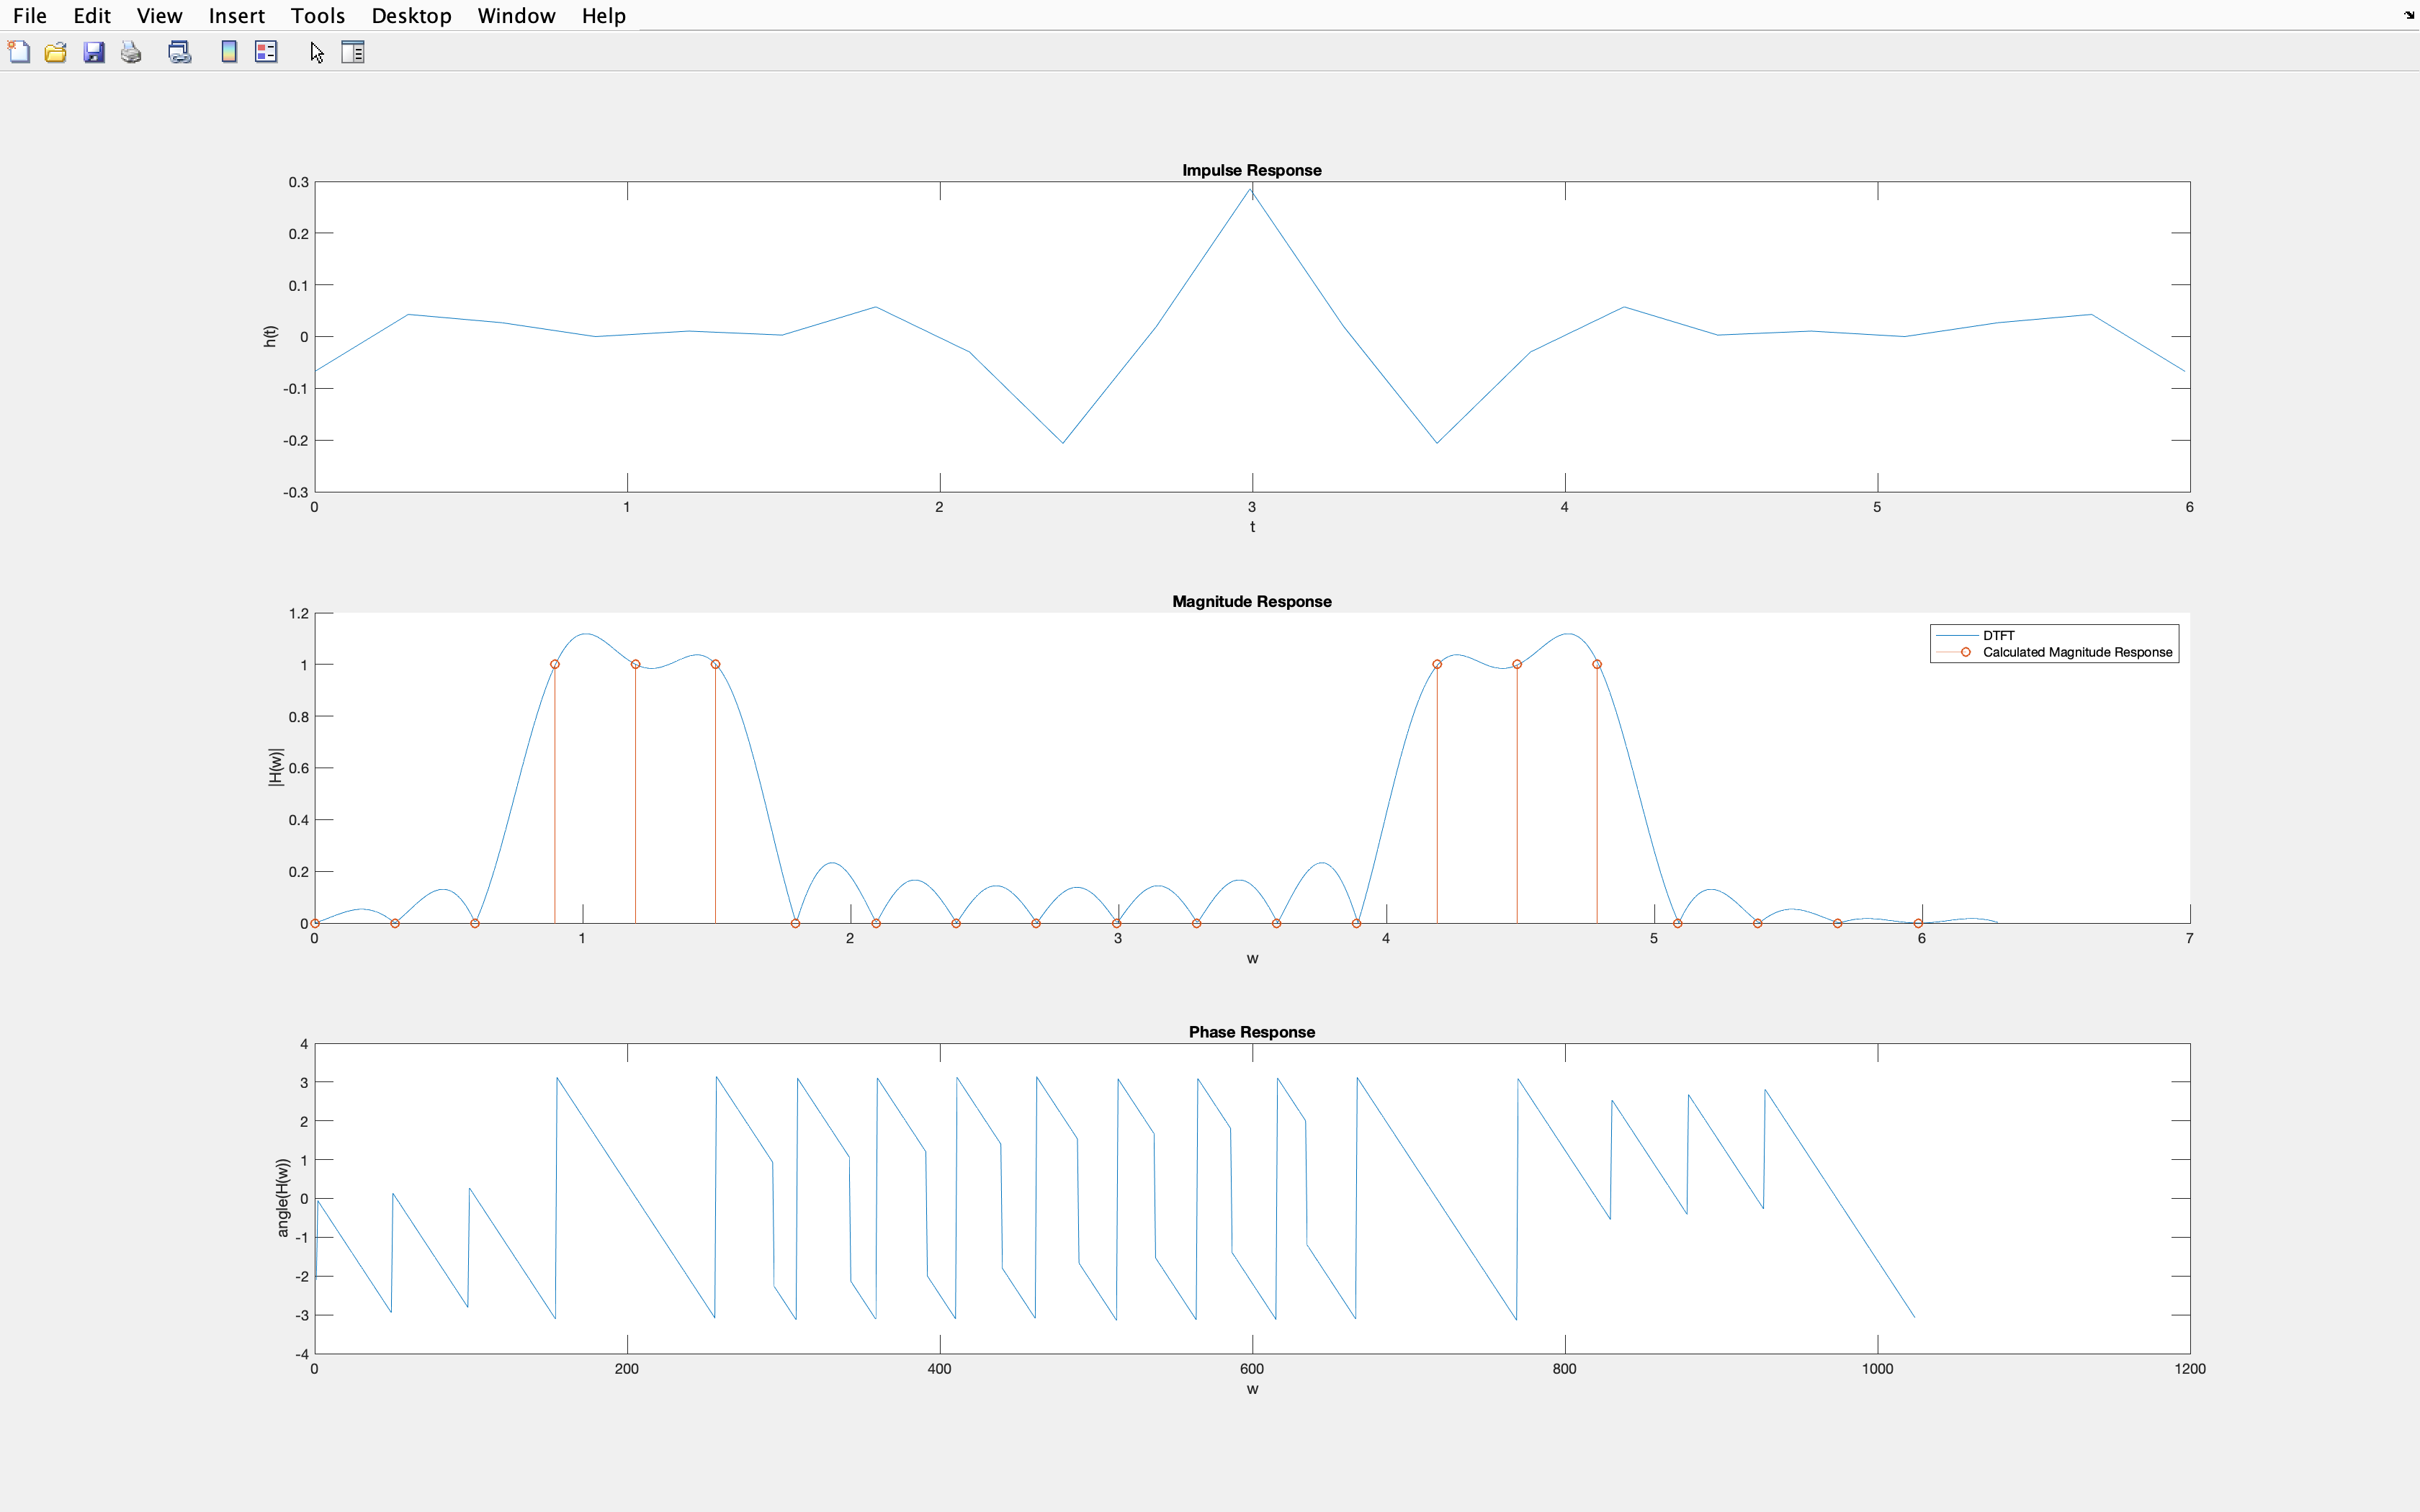 File Edit View Insert Tools Desktop Window Help
Impulse Response
0.3
0.2
0.1
0
-0.1
-0.2
-0.3
h(t)
0 1 2 3 4 5 6
t
Magnitude Response
1.2
1
0.8
0.6
0.4
0.2
0
|H(w)|
DTFT
Calculated Magnitude Response
0 1 2 3 4 5 6 7
w
Phase Response
4
3
2
1
0
-1
-2
-3
-4
angle(H(w))
0 200 400 600 800 1000 1200
w